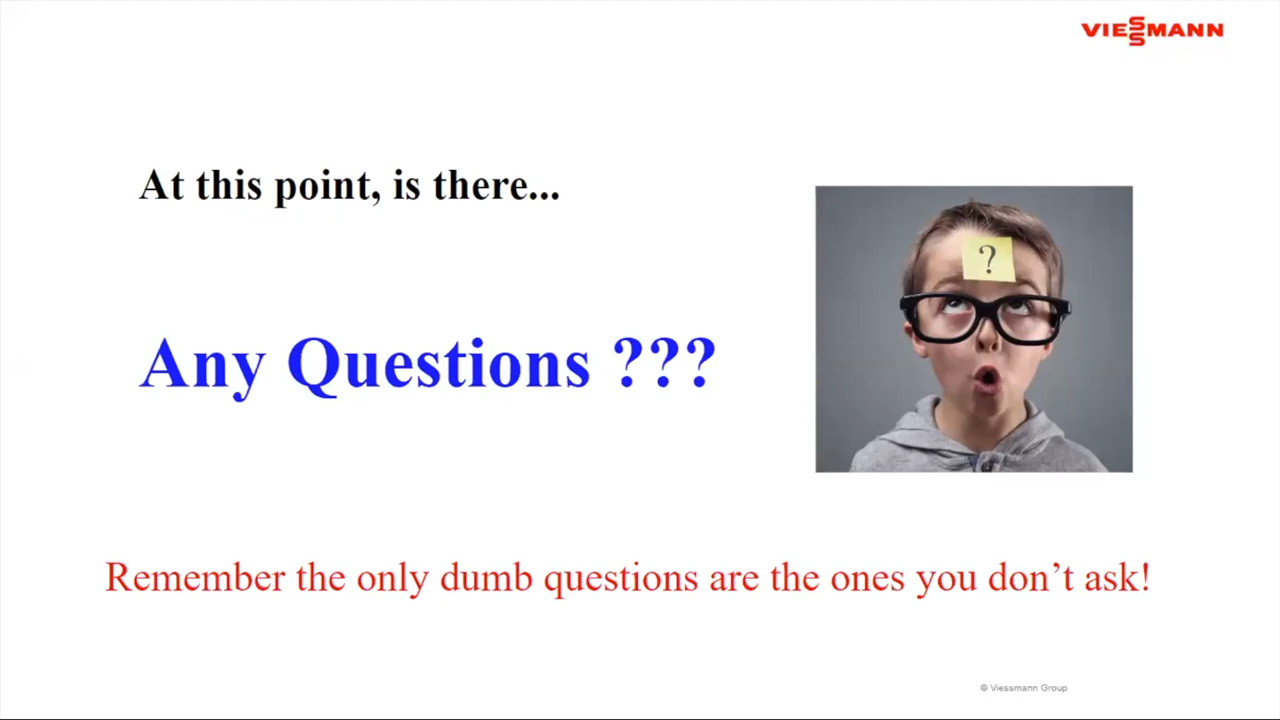 VIESSMANN
At this point, is there...
?
Any Questions ???
Remember the only dumb questions are the ones you don’t ask!
© Viessmann Group